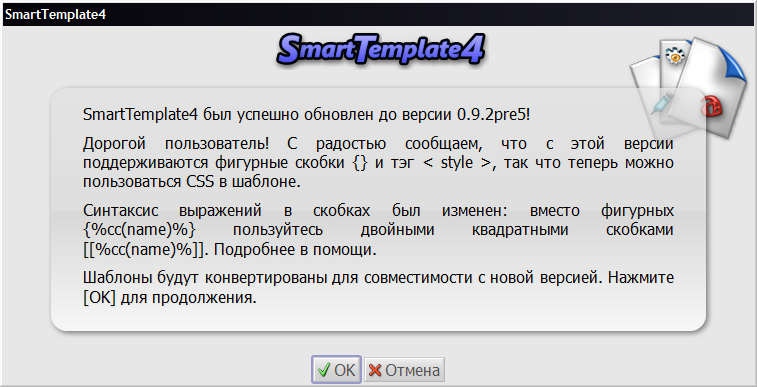 SmartTemplate4
SmartTemplate4
SmartTemplate4 был успешно обновлен до версии 0.9.2pre5!
Дорогой пользователь! С радостью сообщаем, что с этой версии
поддерживаются фигурные скобки {} и тэг < style >, так что теперь можно
пользоваться CSS в шаблоне.
Синтаксис выражений в скобках был изменен: вместо фигурных
{%cc(name)%} пользуйтесь двойными квадратными скобками
[[%cc(name)%]]. Подробнее в помощи.
Шаблоны будут конвертированы для совместимости с новой версией. Нажмите
[OK] для продолжения.
OK
Отмена